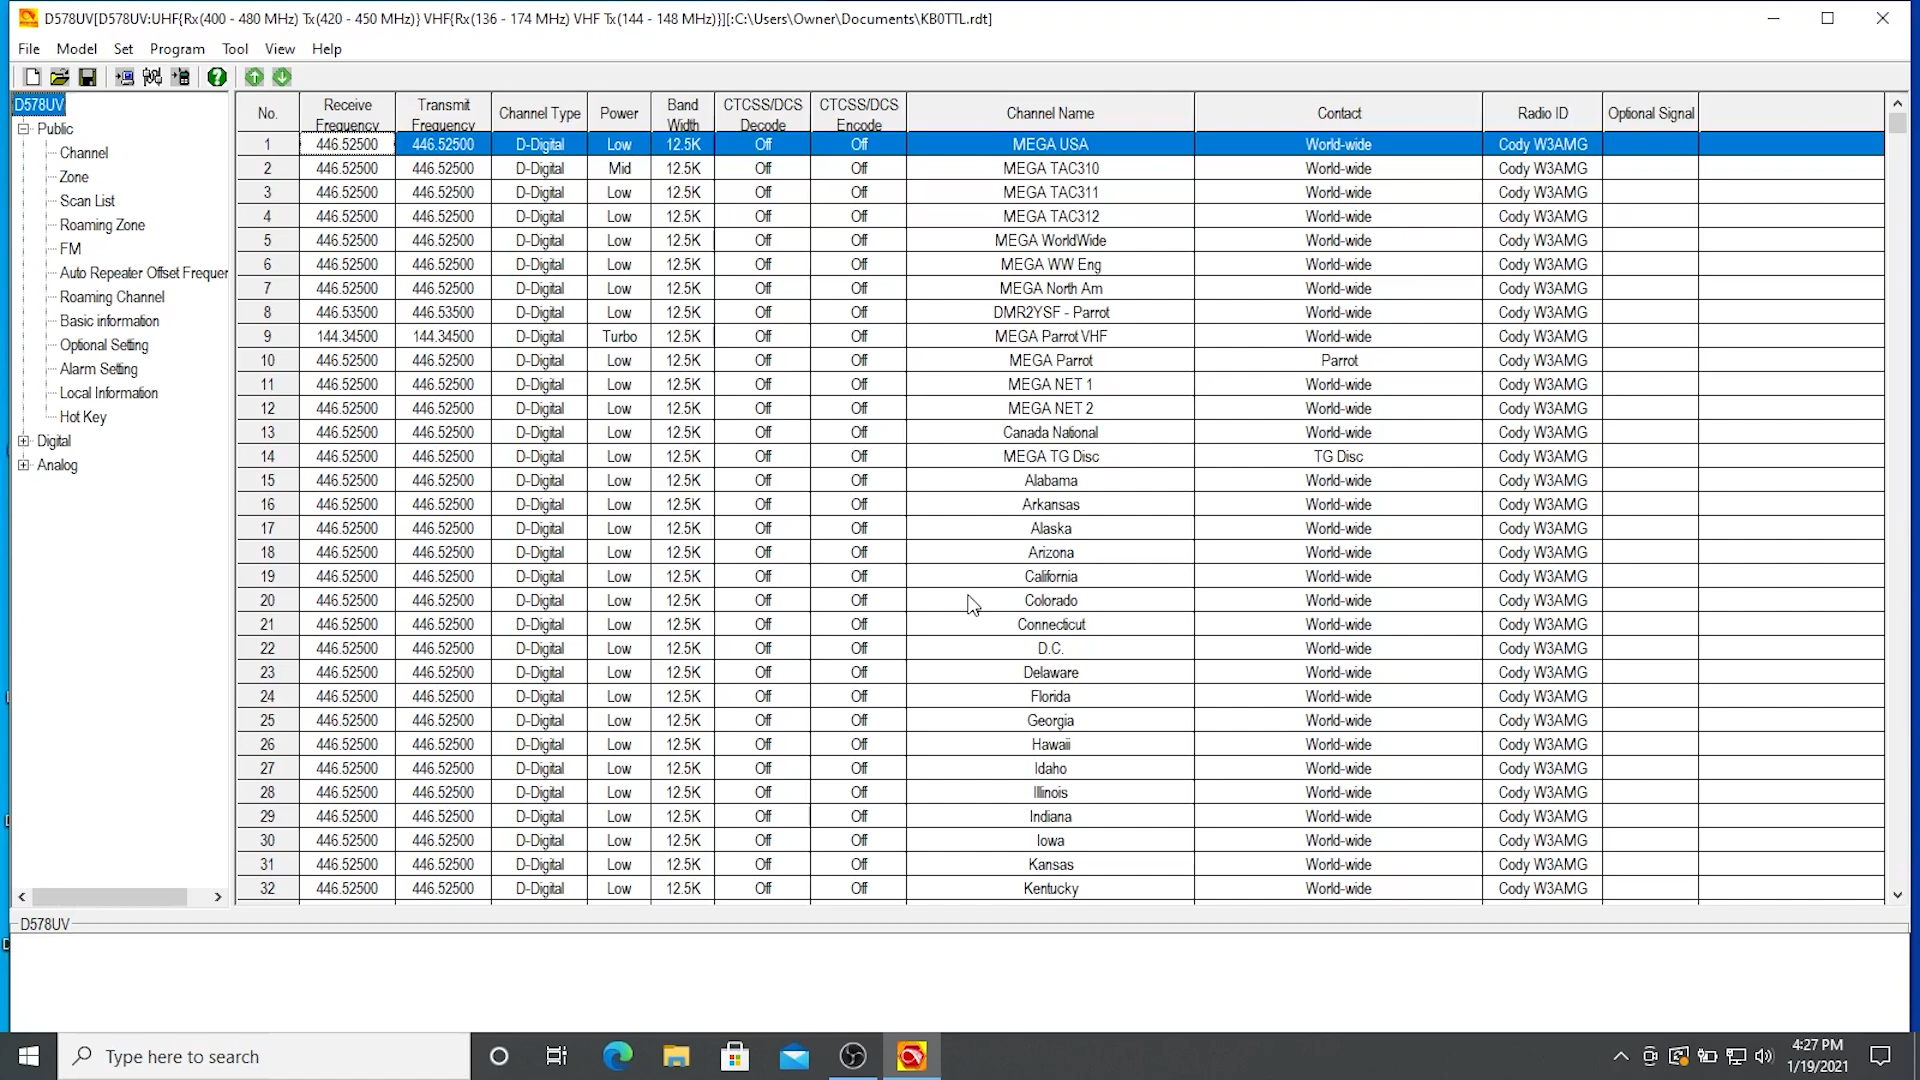 D578UV[D578UV:UHF{Rx(400 - 480 MHz) Tx(420 - 450 MHz)} VHF{Rx(136 - 174 MHz) VHF Tx(144 - 148 MHz)}][:C:\Users\Owner\Documents\KB0TTL.rdt]
File Model Set Program Tool View Help
D578UV
Public
Channel
Zone
Scan List
Roaming Zone
FM
Auto Repeater Offset Frequer
Roaming Channel
Basic information
Optional Setting
Alarm Setting
Local Information
Hot Key
Digital
Analog
No. Receive Frequency Transmit Frequency Channel Type Power Band Width CTCSS/DCS Decode CTCSS/DCS Encode Channel Name Contact Radio ID Optional Signal
1 446.52500 446.52500 D-Digital Low 12.5K Off Off MEGA USA World-wide Cody W3AMG
2 446.52500 446.52500 D-Digital Mid 12.5K Off Off MEGA TAC310 World-wide Cody W3AMG
3 446.52500 446.52500 D-Digital Low 12.5K Off Off MEGA TAC311 World-wide Cody W3AMG
4 446.52500 446.52500 D-Digital Low 12.5K Off Off MEGA TAC312 World-wide Cody W3AMG
5 446.52500 446.52500 D-Digital Low 12.5K Off Off MEGA WorldWide World-wide Cody W3AMG
6 446.52500 446.52500 D-Digital Low 12.5K Off Off MEGA WW Eng World-wide Cody W3AMG
7 446.52500 446.52500 D-Digital Low 12.5K Off Off MEGA North Am World-wide Cody W3AMG
8 446.53500 446.53500 D-Digital Low 12.5K Off Off DMR2YSF - Parrot World-wide Cody W3AMG
9 144.34500 144.34500 D-Digital Turbo 12.5K Off Off MEGA Parrot VHF World-wide Cody W3AMG
10 446.52500 446.52500 D-Digital Low 12.5K Off Off MEGA Parrot Parrot Cody W3AMG
11 446.52500 446.52500 D-Digital Low 12.5K Off Off MEGA NET 1 World-wide Cody W3AMG
12 446.52500 446.52500 D-Digital Low 12.5K Off Off MEGA NET 2 World-wide Cody W3AMG
13 446.52500 446.52500 D-Digital Low 12.5K Off Off Canada National World-wide Cody W3AMG
14 446.52500 446.52500 D-Digital Low 12.5K Off Off MEGA TG Disc TG Disc Cody W3AMG
15 446.52500 446.52500 D-Digital Low 12.5K Off Off Alabama World-wide Cody W3AMG
16 446.52500 446.52500 D-Digital Low 12.5K Off Off Arkansas World-wide Cody W3AMG
17 446.52500 446.52500 D-Digital Low 12.5K Off Off Alaska World-wide Cody W3AMG
18 446.52500 446.52500 D-Digital Low 12.5K Off Off Arizona World-wide Cody W3AMG
19 446.52500 446.52500 D-Digital Low 12.5K Off Off California World-wide Cody W3AMG
20 446.52500 446.52500 D-Digital Low 12.5K Off Off Colorado World-wide Cody W3AMG
21 446.52500 446.52500 D-Digital Low 12.5K Off Off Connecticut World-wide Cody W3AMG
22 446.52500 446.52500 D-Digital Low 12.5K Off Off D.C. World-wide Cody W3AMG
23 446.52500 446.52500 D-Digital Low 12.5K Off Off Delaware World-wide Cody W3AMG
24 446.52500 446.52500 D-Digital Low 12.5K Off Off Florida World-wide Cody W3AMG
25 446.52500 446.52500 D-Digital Low 12.5K Off Off Georgia World-wide Cody W3AMG
26 446.52500 446.52500 D-Digital Low 12.5K Off Off Hawaii World-wide Cody W3AMG
27 446.52500 446.52500 D-Digital Low 12.5K Off Off Idaho World-wide Cody W3AMG
28 446.52500 446.52500 D-Digital Low 12.5K Off Off Illinois World-wide Cody W3AMG
29 446.52500 446.52500 D-Digital Low 12.5K Off Off Indiana World-wide Cody W3AMG
30 446.52500 446.52500 D-Digital Low 12.5K Off Off Iowa World-wide Cody W3AMG
31 446.52500 446.52500 D-Digital Low 12.5K Off Off Kansas World-wide Cody W3AMG
32 446.52500 446.52500 D-Digital Low 12.5K Off Off Kentucky World-wide Cody W3AMG
D578UV
Type here to search
4:27 PM
1/19/2021